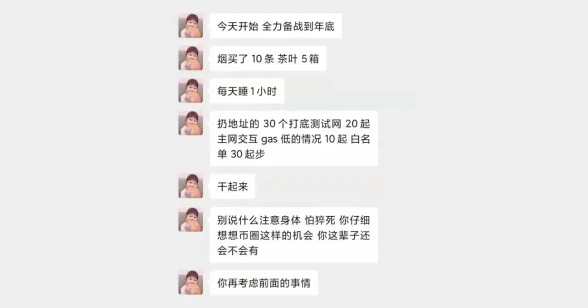 今天开始 全力备战到年底
烟买了 10 条 茶叶 5 箱
每天睡 1 小时
扔地址的 30 个打底测试网 20 起
主网交互 gas 低的情况 10 起 白名
单 30 起步
干起来
别说什么注意身体 怕猝死 你仔细
想想币圈这样的机会 你这辈子还
会不会有
你再考虑前面的事情